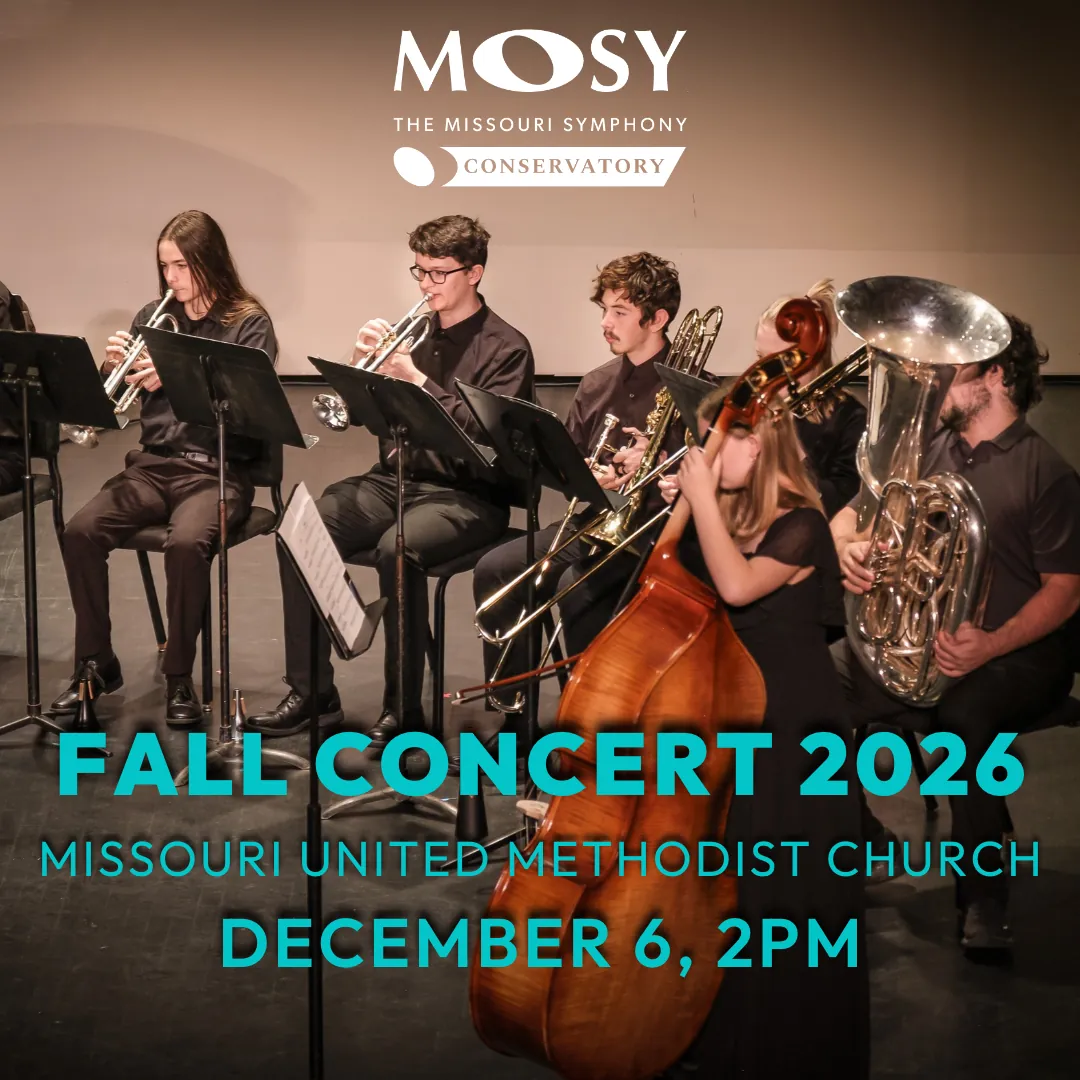 MOSY
THE MISSOURI SYMPHONY
CONSERVATORY
FALL CONCERT 2026
MISSOURI UNITED METHODIST CHURCH
DECEMBER 6, 2PM